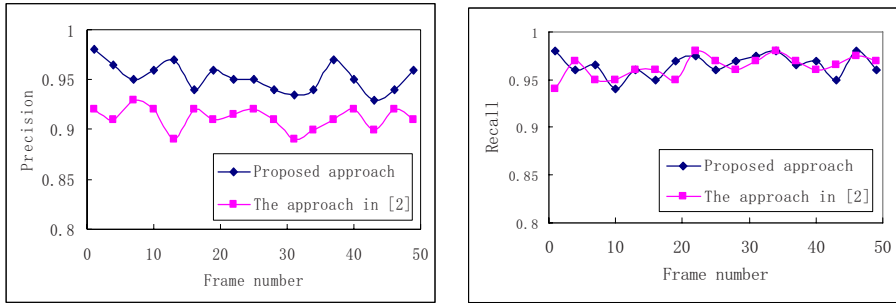 1
0.95
0.9
0.85
0.8
Precision
0 10 20 30 40 50
Frame number
Proposed approach
The approach in [2]
1
0.95
0.9
0.85
0.8
Recall
0 10 20 30 40 50
Frame number
Proposed approach
The approach in [2]